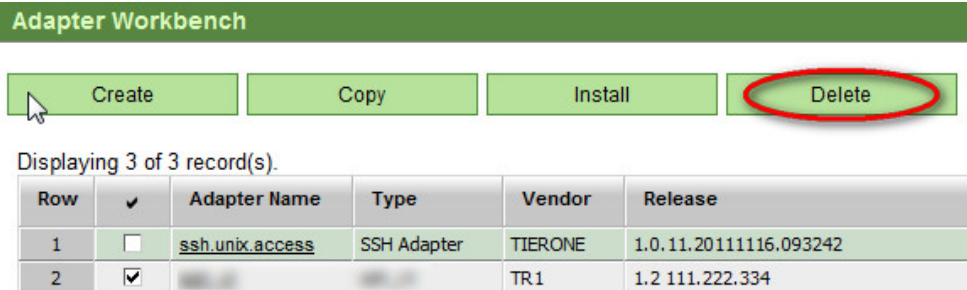 Adapter Workbench
Create Copy Install Delete
Displaying 3 of 3 record(s).
Row ✔ Adapter Name Type Vendor Release
1 ssh.unix.access SSH Adapter TIERONE 1.0.11.20111116.093242
2 TR1 1.2 111.222.334